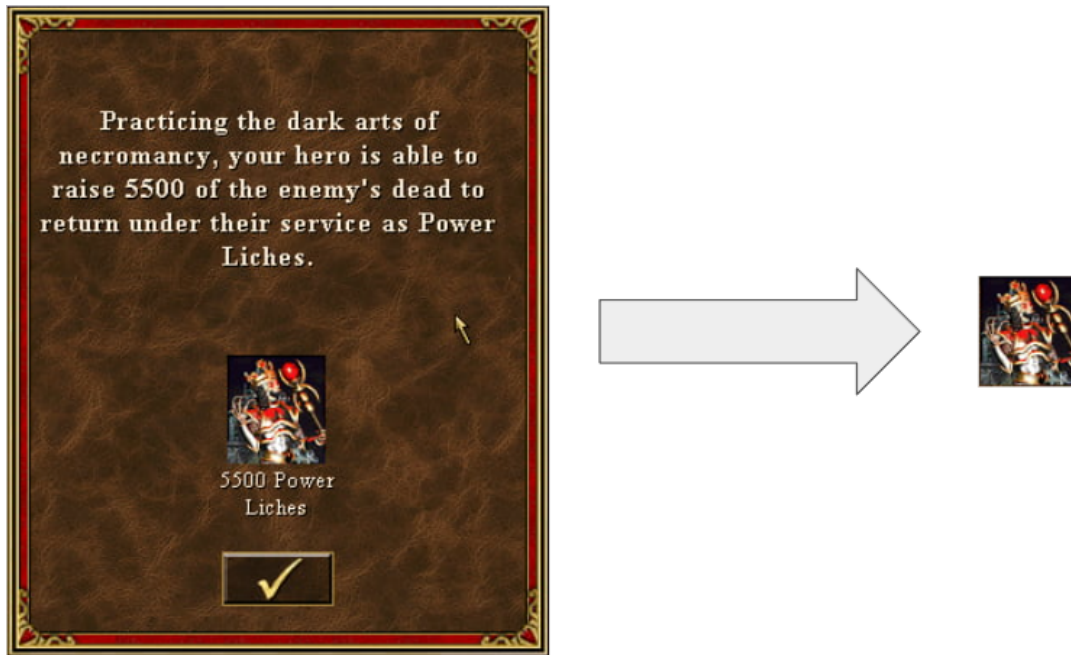 Practicing the dark arts of
necromancy, your hero is able to
raise 5500 of the enemy's dead to
return under their service as Power
Liches.
5500 Power
Liches